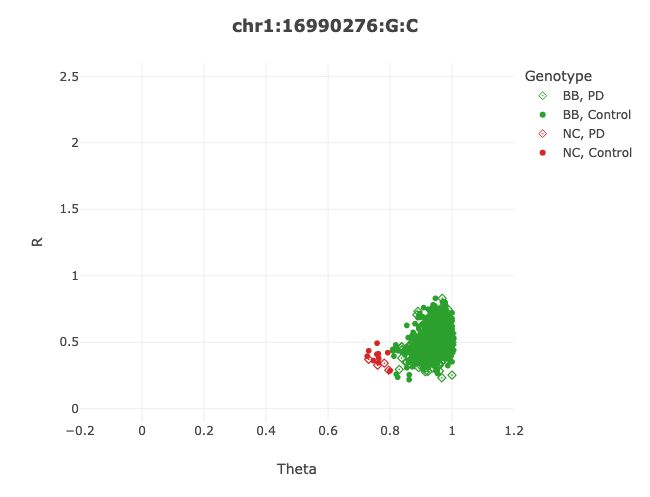 chr1:16990276:G:C
Genotype
BB, PD
BB, Control
NC, PD
NC, Control
2.5
2
1.5
1
0.5
0
R
−0.2 0 0.2 0.4 0.6 0.8 1 1.2
Theta